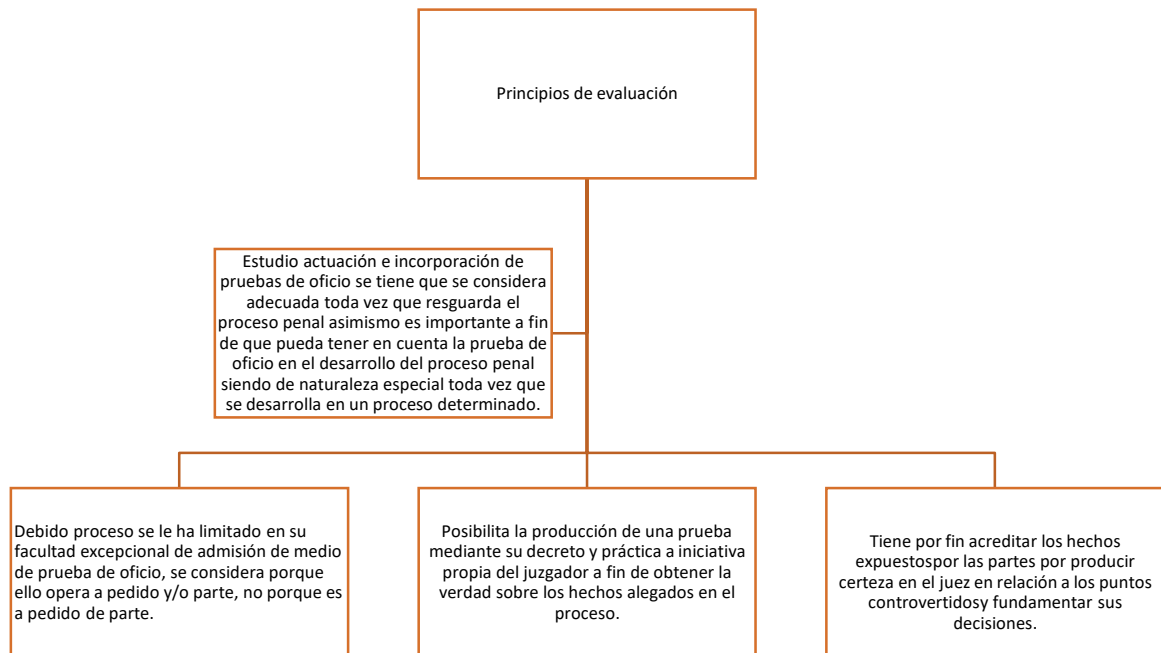 Principios de evaluación
Estudio actuación e incorporación de
pruebas de oficio se tiene que se considera
adecuada toda vez que resguarda el
proceso penal asimismo es importante a fin
de que pueda tener en cuenta la prueba de
oficio en el desarrollo del proceso penal
siendo de naturaleza especial toda vez que
se desarrolla en un proceso determinado.
Debido proceso se le ha limitado en su
facultad excepcional de admisión de medio
de prueba de oficio, se considera porque
ello opera a pedido y/o parte, no porque es
a pedido de parte.
Posibilita la producción de una prueba
mediante su decreto y práctica a iniciativa
propia del juzgador a fin de obtener la
verdad sobre los hechos alegados en el
proceso.
Tiene por fin acreditar los hechos
expuestospor las partes por producir
certeza en el juez en relación a los puntos
controvertidosy fundamentar sus
decisiones.